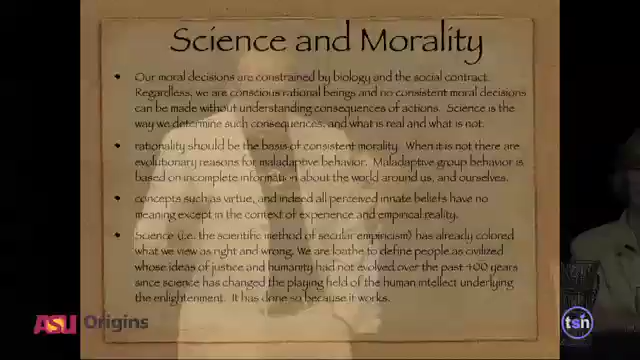 Science and Morality
• Our moral decisions are constrained by biology and the social contract.
Regardless, we are conscious rational beings and no consistent moral decisions
can be made without understanding consequences of actions. Science is the
way we determine such consequences, and what is real and what is not.
• rationality should be the basis of consistent morality. When it is not there are
evolutionary reasons for maladaptive behavior. Maladaptive group behavior is
based on incomplete information about the world around us, and ourselves.
• concepts such as virtue, and indeed all perceived innate beliefs have no
meaning except in the context of experience and empirical reality.
• Science (i.e. the scientific method of secular empiricism) has already colored
what we view as right and wrong. We are loathe to define people as civilized
whose ideas of justice and humanity had not evolved over the past 400 years
since science has changed the playing field of the human intellect underlying
the enlightenment. It has done so because it works.
ASU Origins
tsn